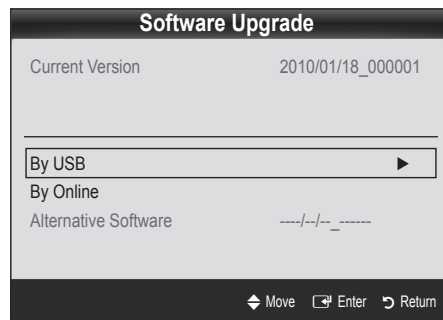 Software Upgrade
Current Version 2010/01/18_000001
By USB ►
By Online
Alternative Software ----/--/--_------
Move Enter Return